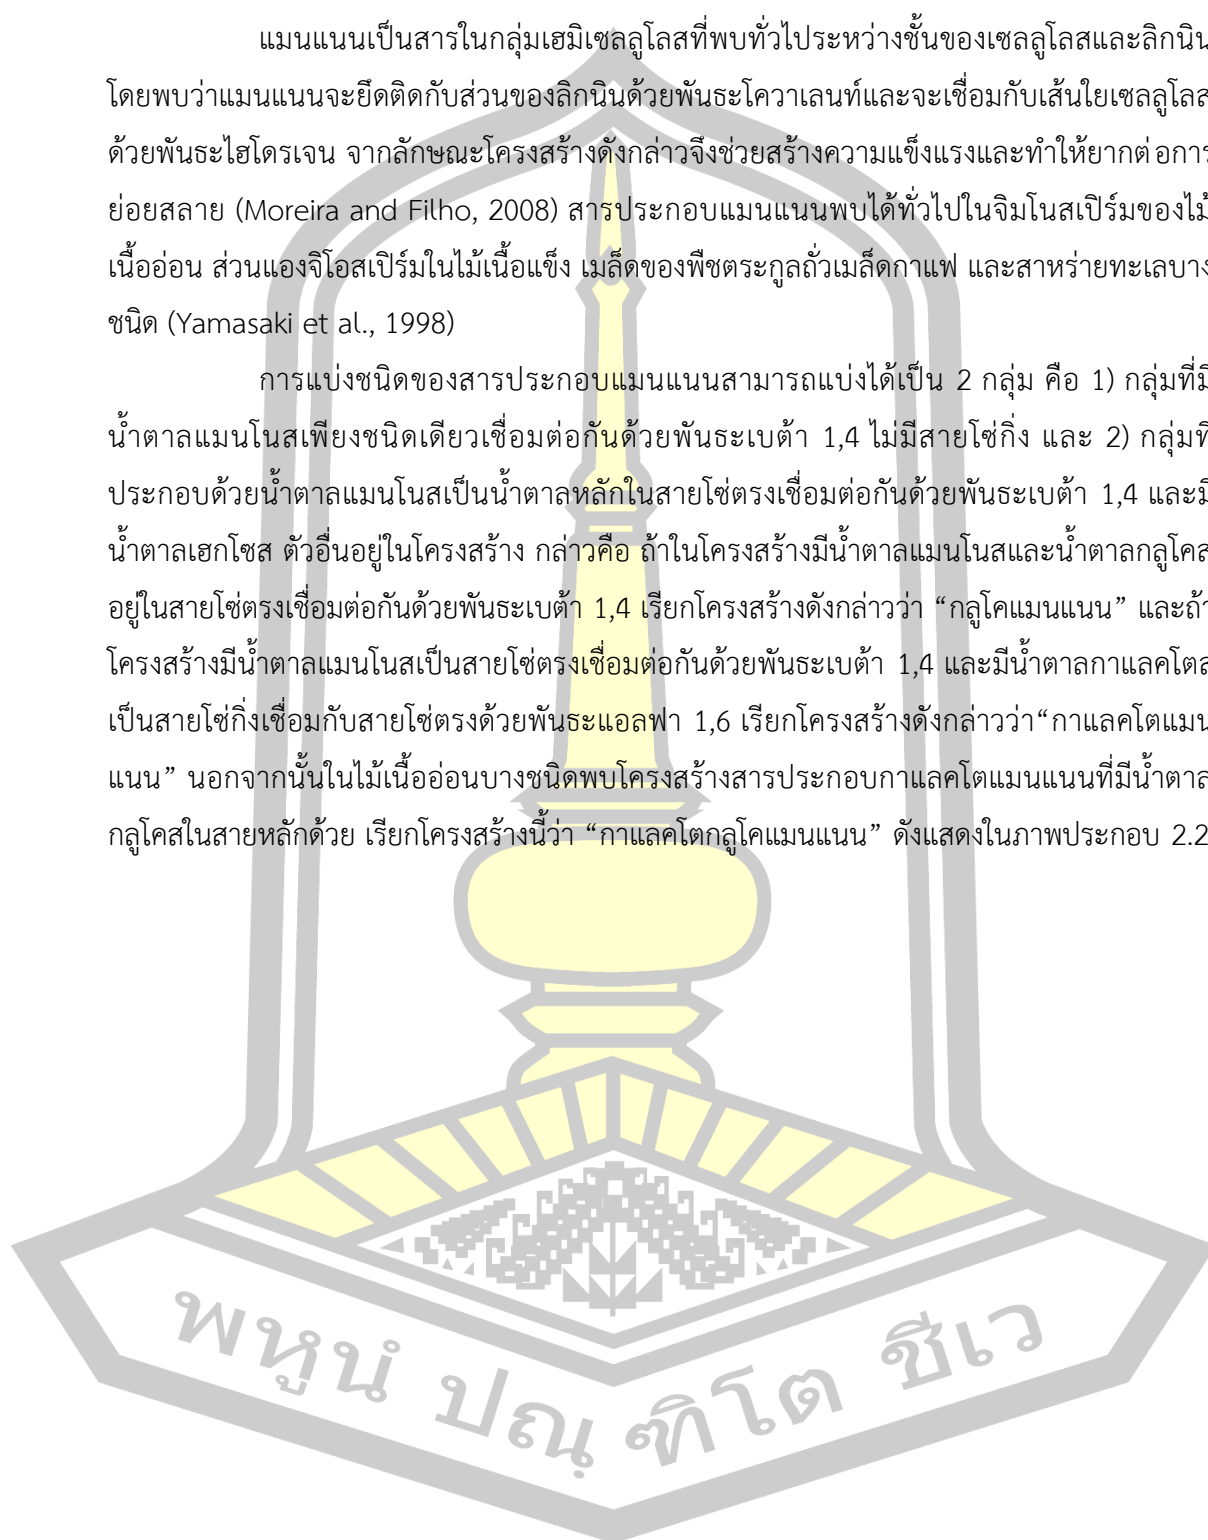 แมนแนนเป็นสารในกลุ่มเฮมิเซลลูโลสที่พบทั่วไประหว่างชั้นของเซลลูโลสและลิกนิน
โดยพบว่าแมนแนนจะยึดติดกับส่วนของลิกนินด้วยพันธะโควาเลนท์และจะเชื่อมกับเส้นใยเซลลูโลส
ด้วยพันธะไฮโดรเจน จากลักษณะโครงสร้างดังกล่าวจึงช่วยสร้างความแข็งแรงและทำให้ยากต่อการ
ย่อยสลาย (Moreira and Filho, 2008) สารประกอบแมนแนนพบได้ทั่วไปในจิมโนสเปิร์มของไม้
เนื้ออ่อน ส่วนแองจิโอสเปิร์มในไม้เนื้อแข็ง เมล็ดของพืชตระกูลถั่วเมล็ดกาแฟ และสาหร่ายทะเลบาง
ชนิด (Yamasaki et al., 1998)
การแบ่งชนิดของสารประกอบแมนแนนสามารถแบ่งได้เป็น 2 กลุ่ม คือ 1) กลุ่มที่มี
น้ำตาลแมนโนสเพียงชนิดเดียวเชื่อมต่อกันด้วยพันธะเบต้า 1,4 ไม่มีสายโซ่กิ่ง และ 2) กลุ่มที่
ประกอบด้วยน้ำตาลแมนโนสเป็นน้ำตาลหลักในสายโซ่ตรงเชื่อมต่อกันด้วยพันธะเบต้า 1,4 และมี
น้ำตาลเฮกโซส ตัวอื่นอยู่ในโครงสร้าง กล่าวคือ ถ้าในโครงสร้างมีน้ำตาลแมนโนสและน้ำตาลกลูโคส
อยู่ในสายโซ่ตรงเชื่อมต่อกันด้วยพันธะเบต้า 1,4 เรียกโครงสร้างดังกล่าวว่า “กลูโคแมนแนน” และถ้า
โครงสร้างมีน้ำตาลแมนโนสเป็นสายโซ่ตรงเชื่อมต่อกันด้วยพันธะเบต้า 1,4 และมีน้ำตาลกาแลคโตส
เป็นสายโซ่กิ่งเชื่อมกับสายโซ่ตรงด้วยพันธะแอลฟา 1,6 เรียกโครงสร้างดังกล่าวว่า“กาแลคโตแมน
แนน” นอกจากนั้นในไม้เนื้ออ่อนบางชนิดพบโครงสร้างสารประกอบกาแลคโตแมนแนนที่มีน้ำตาล
กลูโคสในสายหลักด้วย เรียกโครงสร้างนี้ว่า “กาแลคโตกลูโคแมนแนน” ดังแสดงในภาพประกอบ 2.2
พหูนํ ปณฺฑิโต ชีเว